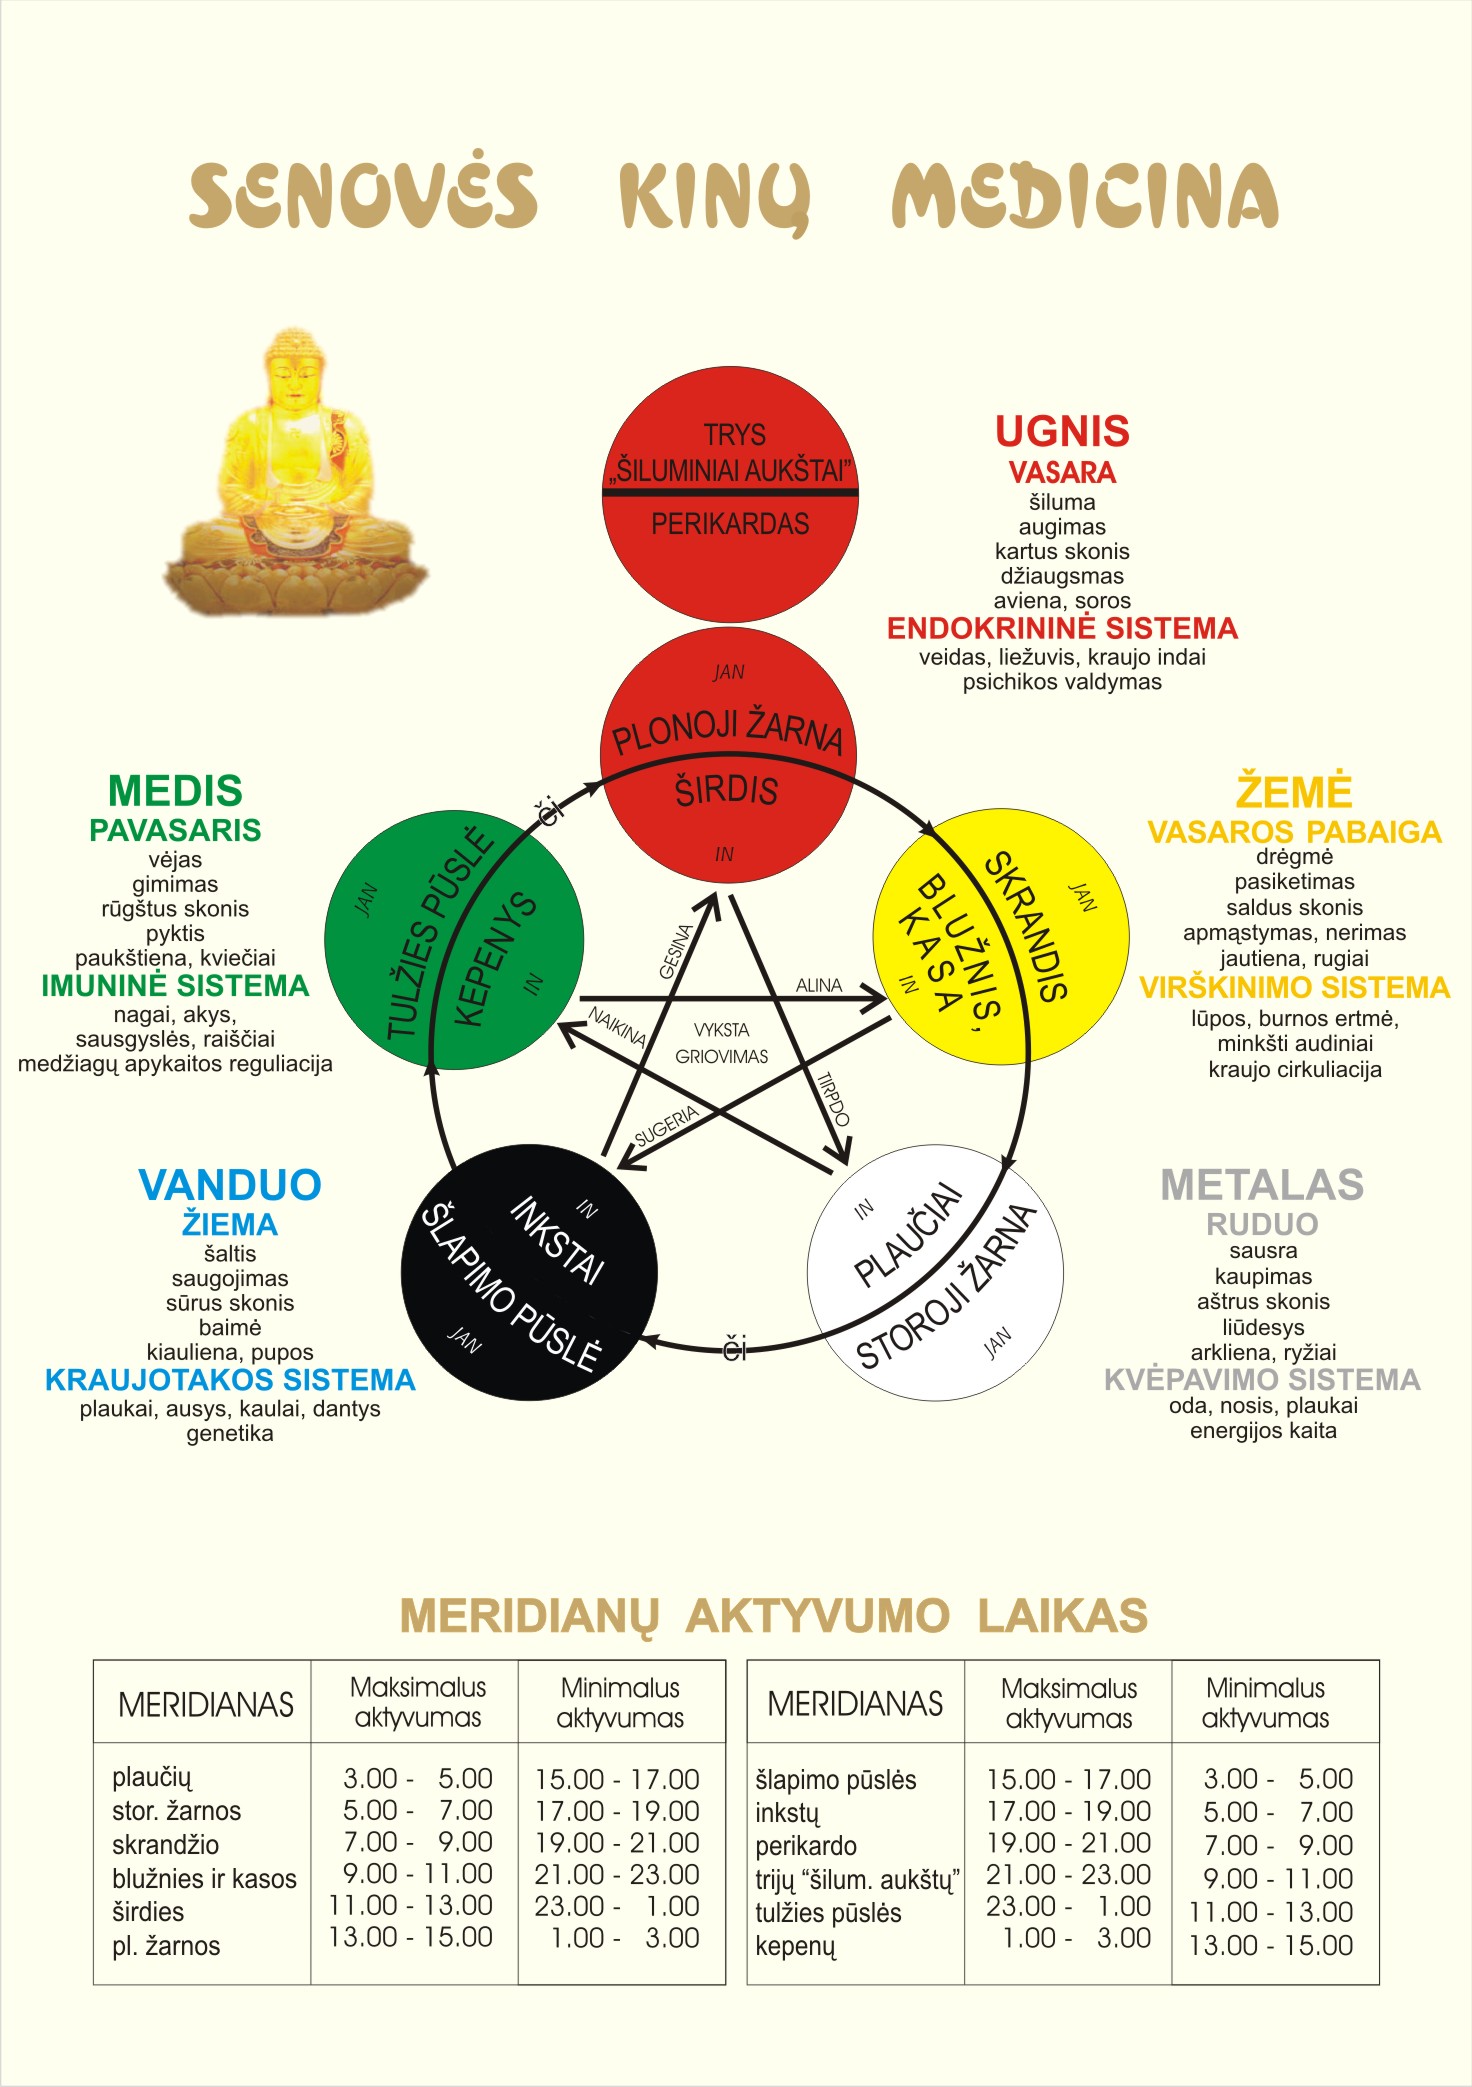 SENOVĖS KINŲ MEDICINA
TRYS
„ŠILUMINIAI AUKŠTAI”
PERIKARDAS
UGNIS
VASARA
šiluma
augimas
kartus skonis
džiaugsmas
aviena, soros
ENDOKRININĖ SISTEMA
veidas, liežuvis, kraujo indai
psichikos valdymas
JAN
PLONOJI ŽARNA
ŠIRDIS
IN
MEDIS
PAVASARIS
vėjas
gimimas
rūgštus skonis
pyktis
paukštiena, kviečiai
IMUNINĖ SISTEMA
nagai, akys,
sausgyslės, raiščiai
medžiagų apykaitos reguliacija
či
JAN
TULŽIES PŪSLĖ
KEPENYS
IN
SKRANDIS
JAN
BLUŽNIS,
KASA
IN
ŽEMĖ
VASAROS PABAIGA
drėgmė
pasiketimas
saldus skonis
apmąstymas, nerimas
jautiena, rugiai
VIRŠKINIMO SISTEMA
lūpos, burnos ertmė,
minkšti audiniai
kraujo cirkuliacija
GESINA
ALINA
NAIKINA
VYKSTA
GRIOVIMAS
TIRPDO
SUGERIA
VANDUO
ŽIEMA
šaltis
saugojimas
sūrus skonis
baimė
kiauliena, pupos
KRAUJOTAKOS SISTEMA
plaukai, ausys, kaulai, dantys
genetika
IN
INKSTAI
ŠLAPIMO PŪSLĖ
JAN
či
IN
PLAUČIAI
STOROJI ŽARNA
JAN
METALAS
RUDUO
sausra
kaupimas
aštrus skonis
liūdesys
arkliena, ryžiai
KVĖPAVIMO SISTEMA
oda, nosis, plaukai
energijos kaita
MERIDIANŲ AKTYVUMO LAIKAS
MERIDIANAS Maksimalus aktyvumas Minimalus aktyvumas
plaučių 3.00 - 5.00 15.00 - 17.00
stor. žarnos 5.00 - 7.00 17.00 - 19.00
skrandžio 7.00 - 9.00 19.00 - 21.00
blužnies ir kasos 9.00 - 11.00 21.00 - 23.00
širdies 11.00 - 13.00 23.00 - 1.00
pl. žarnos 13.00 - 15.00 1.00 - 3.00
MERIDIANAS Maksimalus aktyvumas Minimalus aktyvumas
šlapimo pūslės 15.00 - 17.00 3.00 - 5.00
inkstų 17.00 - 19.00 5.00 - 7.00
perikardo 19.00 - 21.00 7.00 - 9.00
trijų “šilum. aukštų” 21.00 - 23.00 9.00 - 11.00
tulžies pūslės 23.00 - 1.00 11.00 - 13.00
kepenų 1.00 - 3.00 13.00 - 15.00